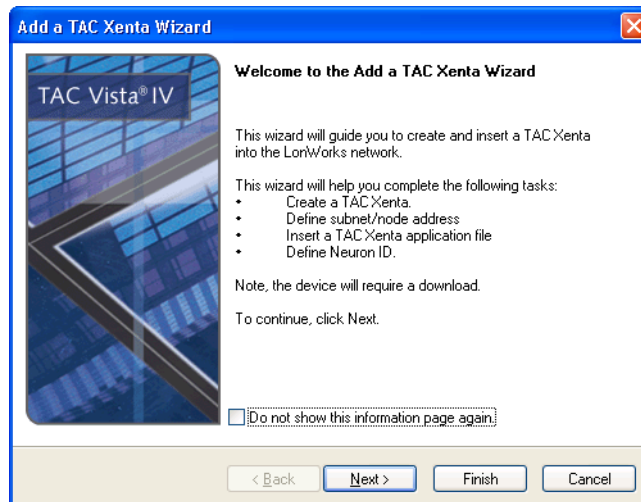 Add a TAC Xenta Wizard
TAC Vista® IV
Welcome to the Add a TAC Xenta Wizard
This wizard will guide you to create and insert a TAC Xenta
into the LonWorks network.
This wizard will help you complete the following tasks:
• Create a TAC Xenta.
• Define subnet/node address
• Insert a TAC Xenta application file
• Define Neuron ID.
Note, the device will require a download.
To continue, click Next.
Do not show this information page again.
< Back Next > Finish Cancel